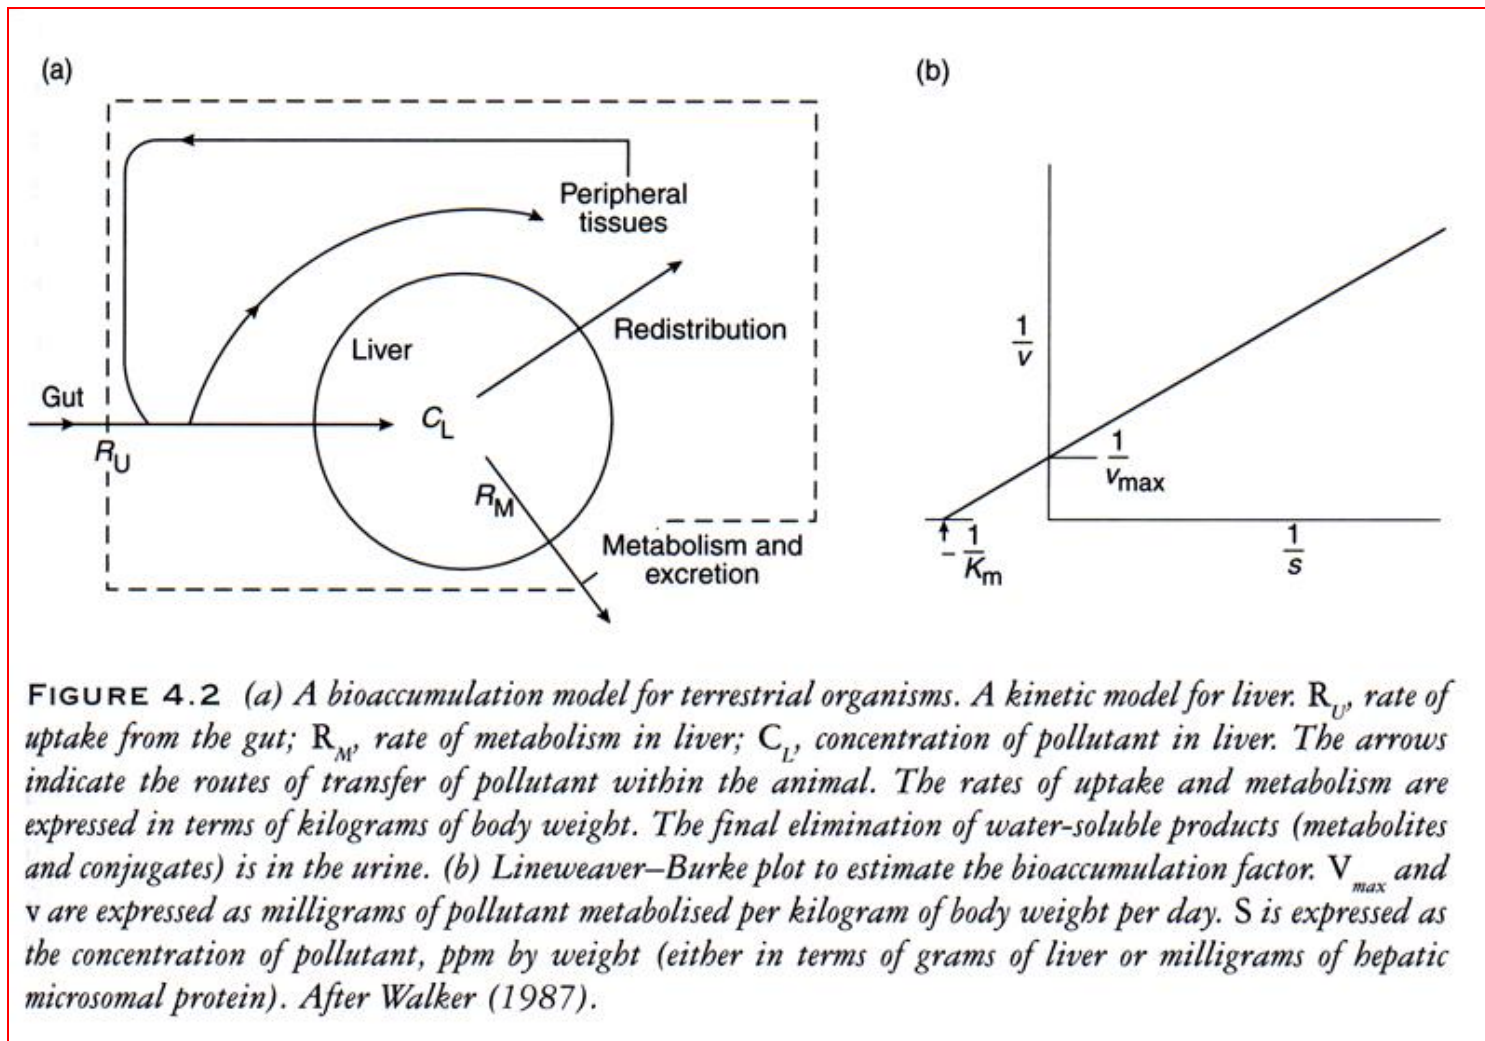 (a)
Peripheral
tissues
Redistribution
Liver
Gut
C_L
R_U
R_M
Metabolism and
excretion
(b)
1
v
1
v_max
- 1
K_m
1
s
FIGURE 4.2 (a) A bioaccumulation model for terrestrial organisms. A kinetic model for liver. R_U, rate of
uptake from the gut; R_M, rate of metabolism in liver; C_L, concentration of pollutant in liver. The arrows
indicate the routes of transfer of pollutant within the animal. The rates of uptake and metabolism are
expressed in terms of kilograms of body weight. The final elimination of water-soluble products (metabolites
and conjugates) is in the urine. (b) Lineweaver–Burke plot to estimate the bioaccumulation factor. V_max and
v are expressed as milligrams of pollutant metabolised per kilogram of body weight per day. S is expressed as
the concentration of pollutant, ppm by weight (either in terms of grams of liver or milligrams of hepatic
microsomal protein). After Walker (1987).